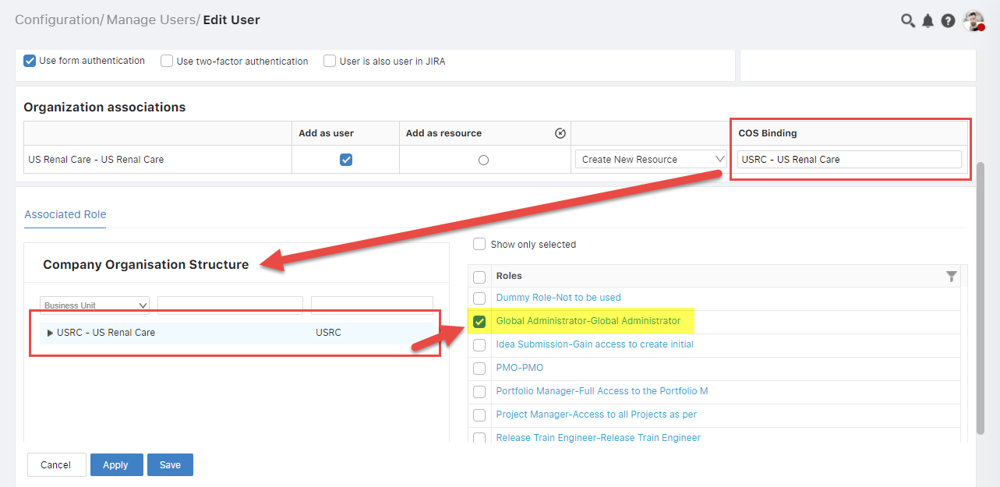 Configuration/ Manage Users/ Edit User
Use form authentication Use two-factor authentication User is also user in JIRA
Organization associations
Add as user Add as resource COS Binding
US Renal Care - US Renal Care Create New Resource USRC - US Renal Care
Associated Role
Show only selected
Company Organisation Structure
Roles
Dummy Role-Not to be used
Business Unit
Global Administrator-Global Administrator
USRC - US Renal Care USRC
Idea Submission-Gain access to create initial
PMO-PMO
Portfolio Manager-Full Access to the Portfolio M
Project Manager-Access to all Projects as per
Release Train Engineer-Release Train Engineer
Cancel Apply Save